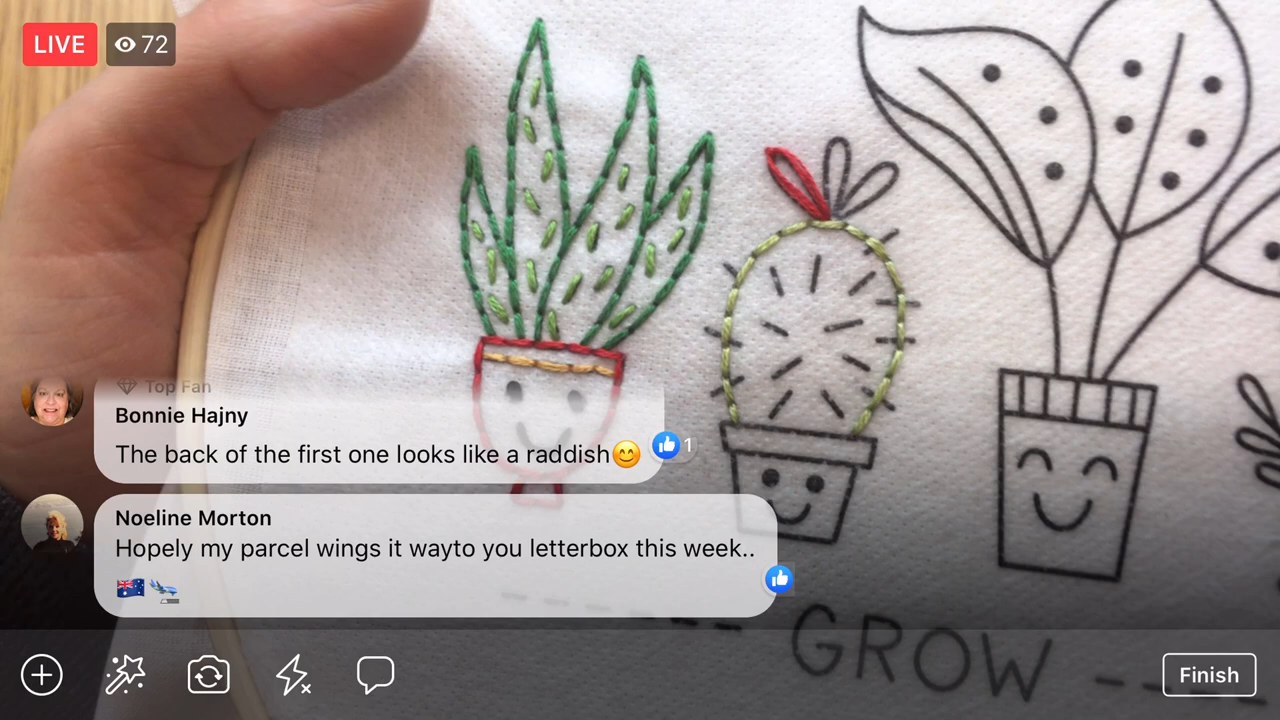 LIVE
72
Top Fan
Bonnie Hajny
The back of the first one looks like a raddish😊
1
Noeline Morton
Hopely my parcel wings it wayto you letterbox this week..
🇦🇺 🛫
GROW
Finish